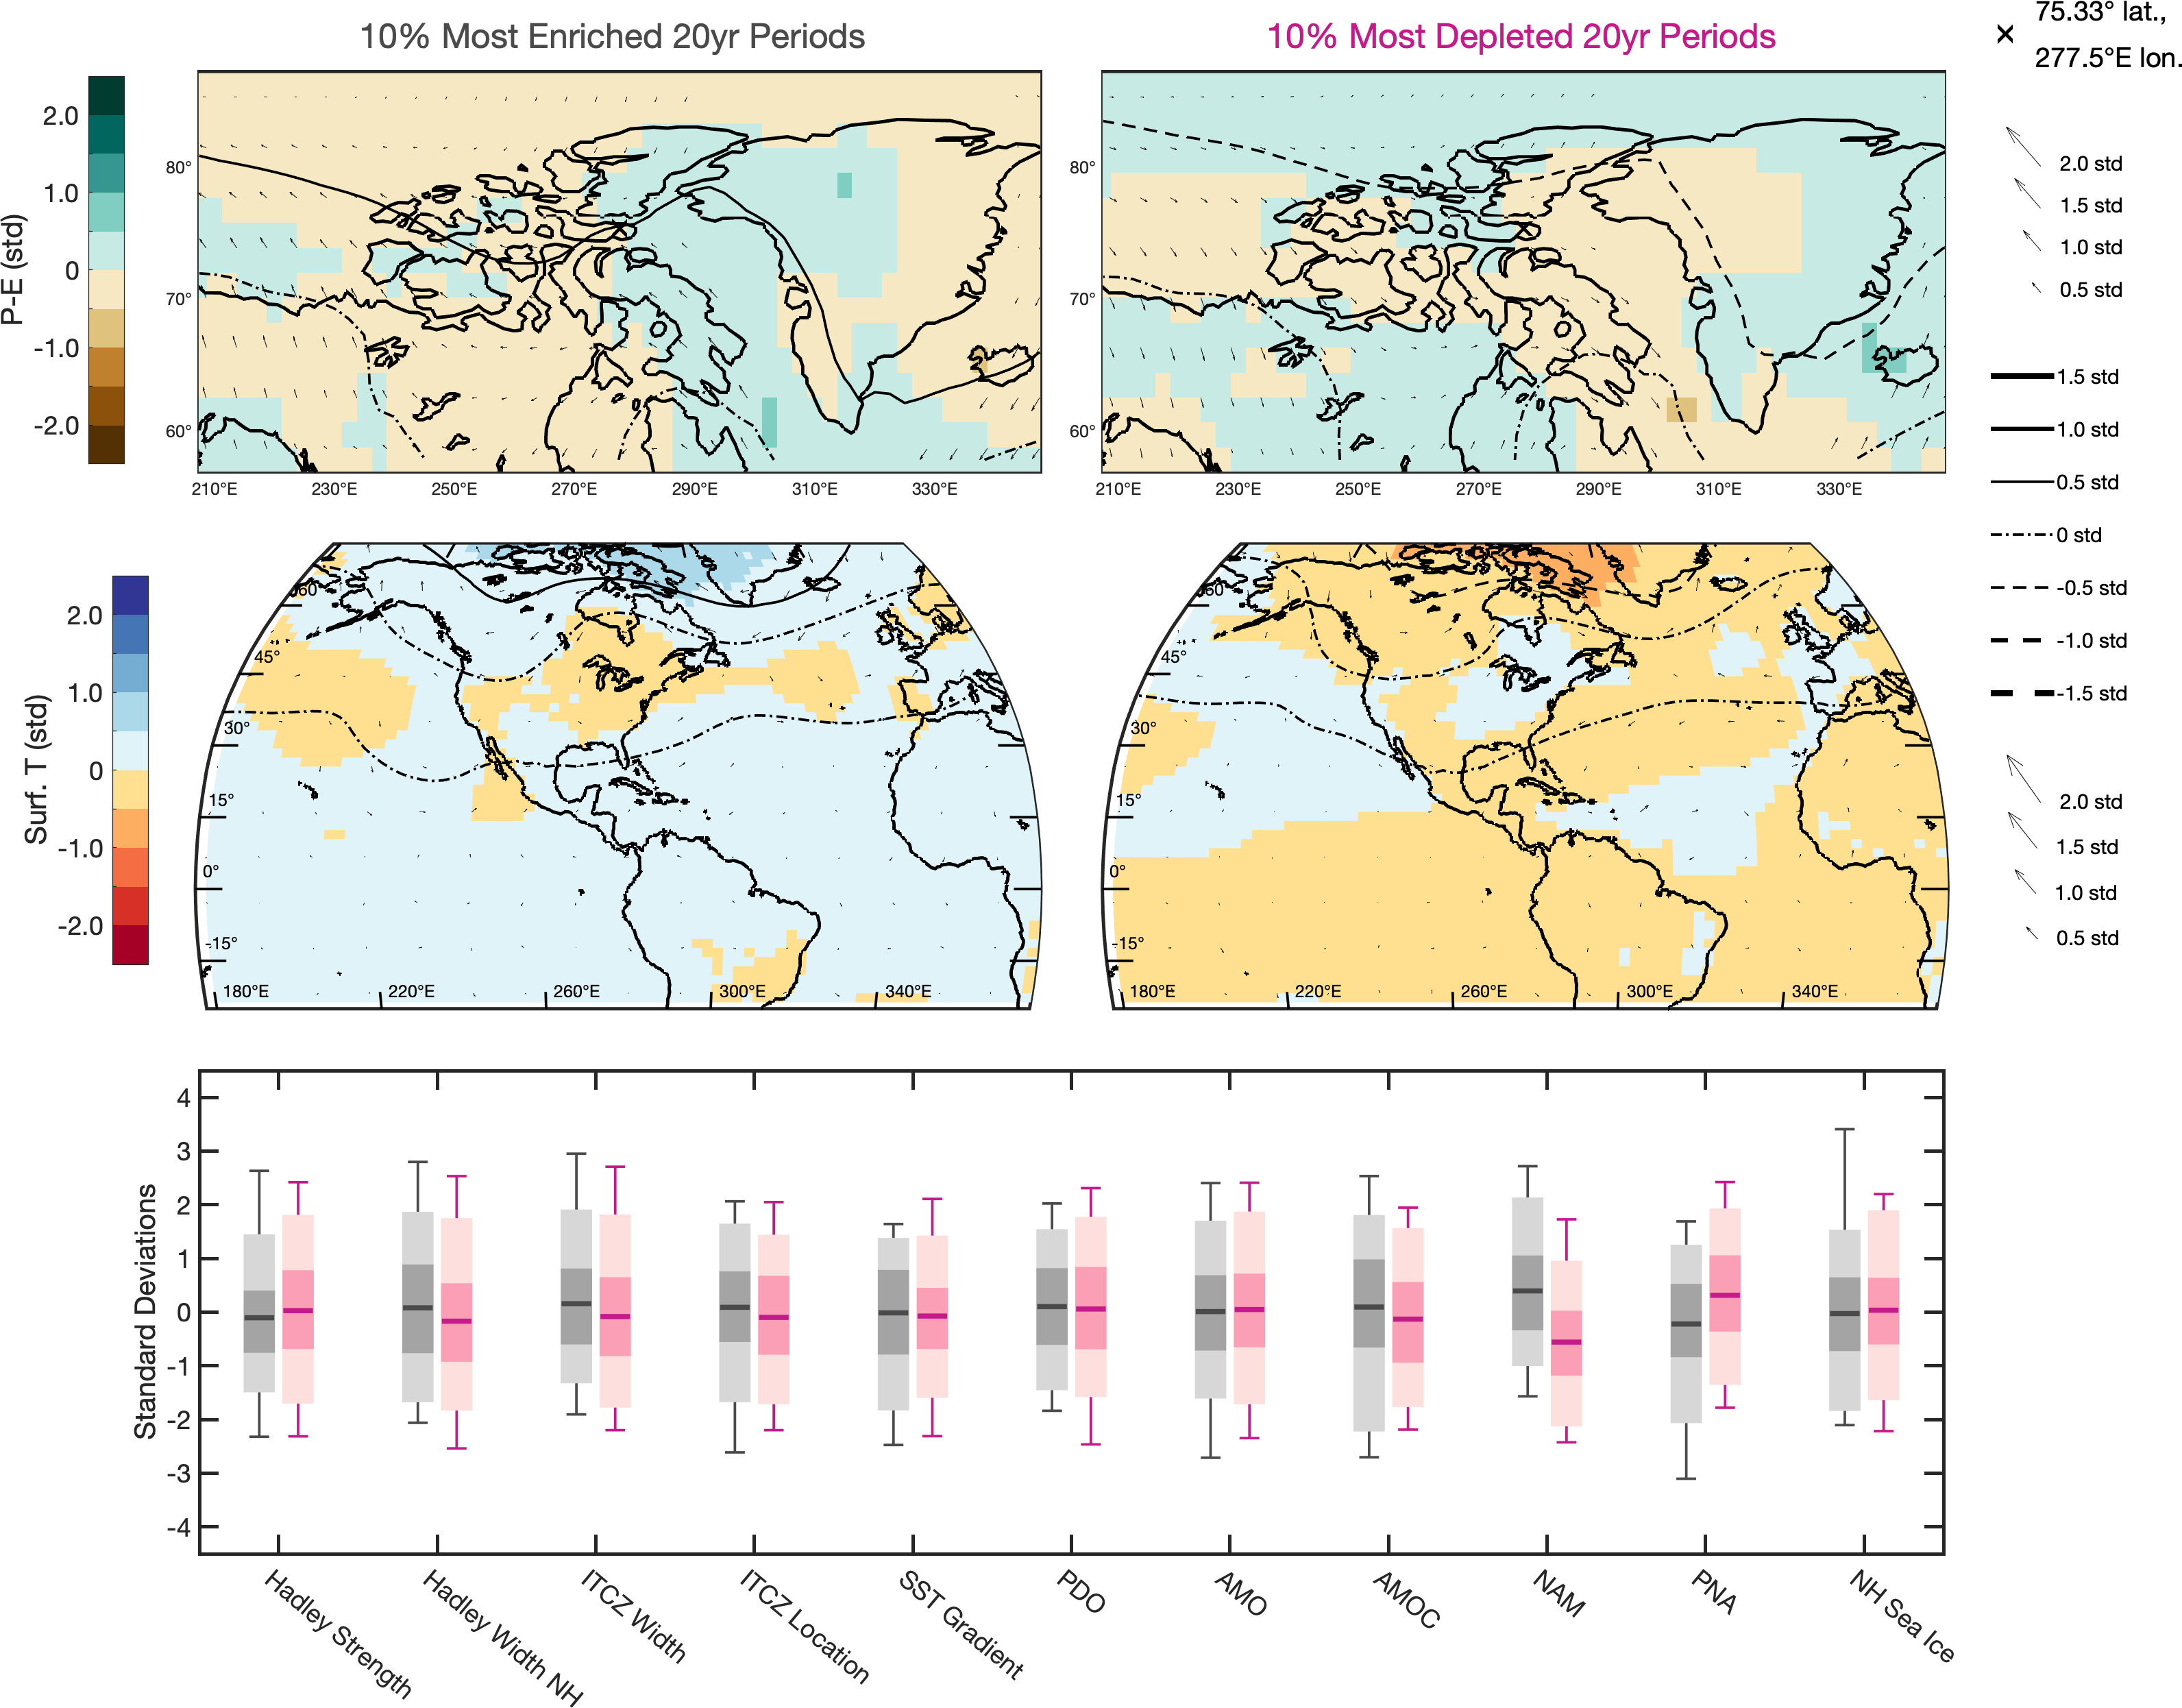 10% Most Enriched 20yr Periods
10% Most Depleted 20yr Periods
×
75.33° lat.,
277.5°E lon.
P-E (std)
2.0
1.0
0
-1.0
-2.0
80°
70°
60°
210°E 230°E 250°E 270°E 290°E 310°E 330°E
80°
70°
60°
210°E 230°E 250°E 270°E 290°E 310°E 330°E
2.0 std
1.5 std
1.0 std
0.5 std
1.5 std
1.0 std
0.5 std
0 std
-0.5 std
-1.0 std
-1.5 std
Surf. T (std)
2.0
1.0
0
-1.0
-2.0
60°
45°
30°
15°
0°
-15°
180°E 220°E 260°E 300°E 340°E
60°
45°
30°
15°
0°
-15°
180°E 220°E 260°E 300°E 340°E
2.0 std
1.5 std
1.0 std
0.5 std
Standard Deviations
4
3
2
1
0
-1
-2
-3
-4
Hadley Strength
Hadley Width NH
ITCZ Width
ITCZ Location
SST Gradient
PDO
AMO
AMOC
NAM
PNA
NH Sea Ice